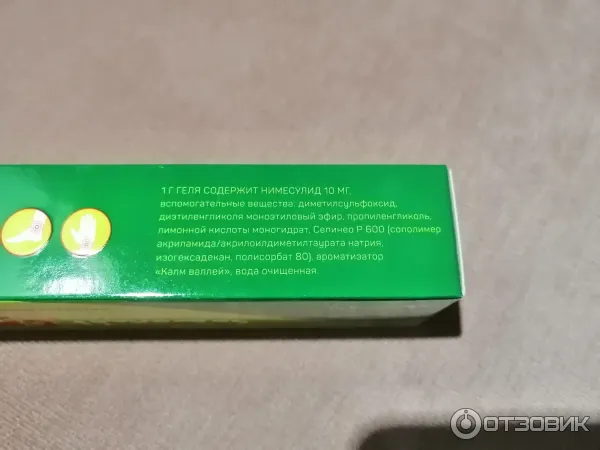 1 Г ГЕЛЯ СОДЕРЖИТ НИМЕСУЛИД 10 МГ,
вспомогательные вещества: диметилсульфоксид,
диэтиленгликоля моноэтиловый эфир, пропиленгликоль,
лимонной кислоты моногидрат, Сепинео Р 600 (сополимер
акриламида/акрилоилдиметилтаурата натрия,
изогексадекан, полисорбат 80), ароматизатор
«Калм валлей», вода очищенная.
ОТЗОВИК